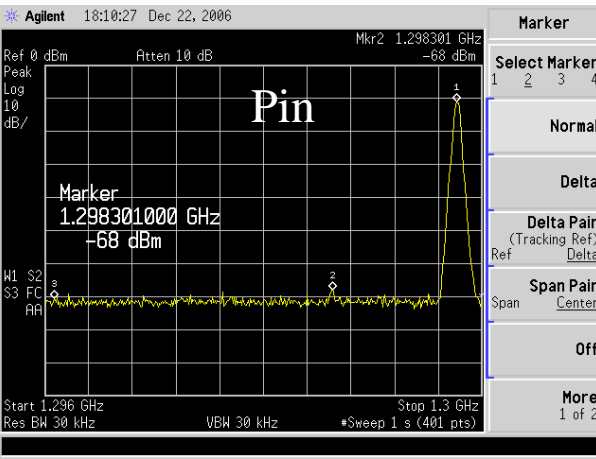 Agilent 18:10:27 Dec 22, 2006
Marker
Mkr2 1.298301 GHz
Ref 0 dBm Atten 10 dB -68 dBm
Peak
Log
10
dB/
Pin
1
Marker
1.298301000 GHz
-68 dBm
W1 S2
S3 FC
AA
3
2
Start 1.296 GHz Stop 1.3 GHz
Res BW 30 kHz VBW 30 kHz #Sweep 1 s (401 pts)
Select Marker
1 2 3 4
Normal
Delta
Delta Pair
(Tracking Ref)
Ref Delta
Span Pair
Span Center
Off
More
1 of 2